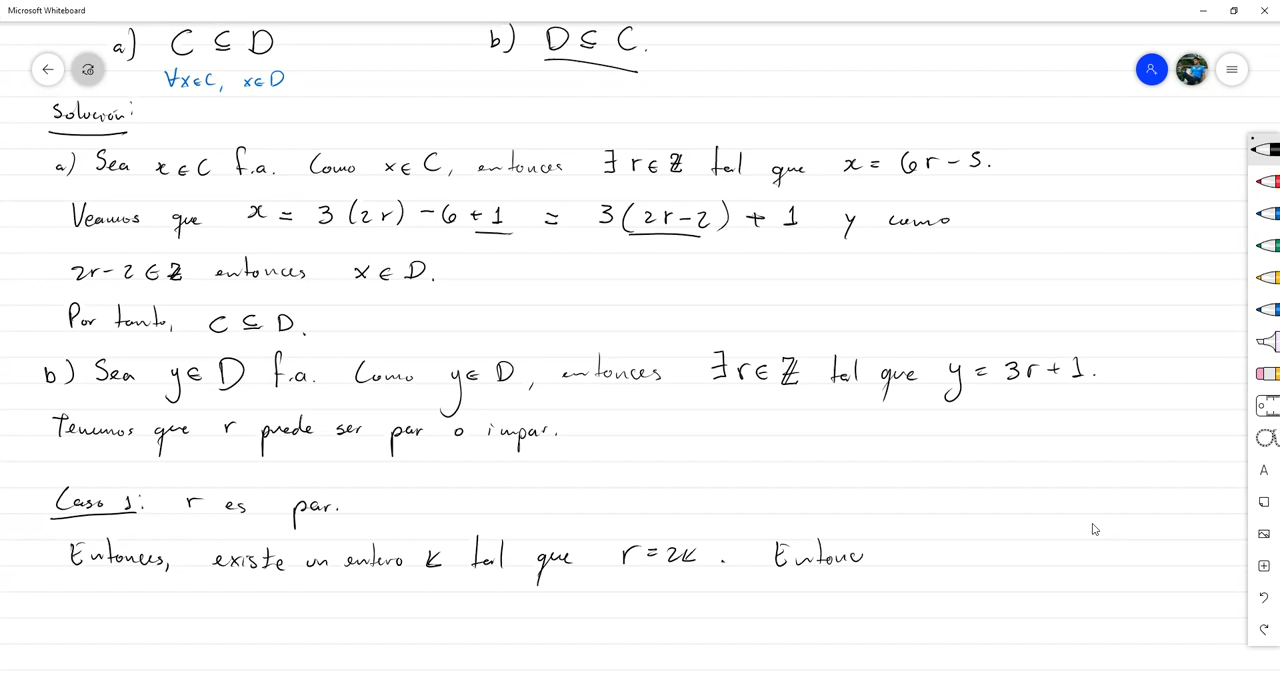 Microsoft Whiteboard
a) C ⊆ D b) D ⊆ C.
∀x∈C, x∈D
Solución:
a) Sea x∈C f.a. Como x∈C, entonces ∃ r∈ℤ tal que x = 6r-5.
Veamos que x = 3(2r) - 6 + 1 = 3(2r-2) + 1 y como
2r-2∈ℤ entonces x∈D.
Por tanto, C ⊆ D.
b) Sea y∈D f.a. Como y∈D, entonces ∃r∈ℤ tal que y = 3r+1.
Tenemos que r puede ser par o impar.
Caso 1: r es par.
Entonces, existe un entero k tal que r=2k. Entonc
A